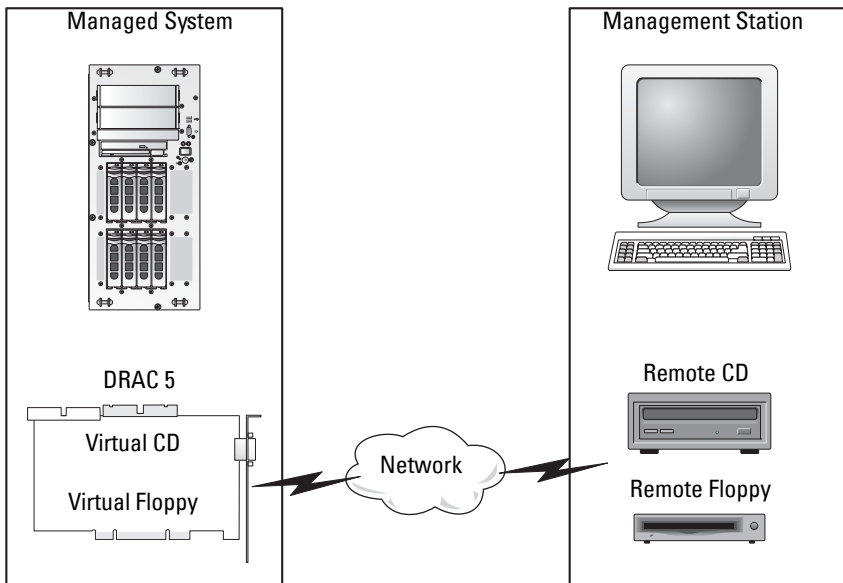 Managed System
Management Station
DRAC 5
Virtual CD
Virtual Floppy
Network
Remote CD
Remote Floppy